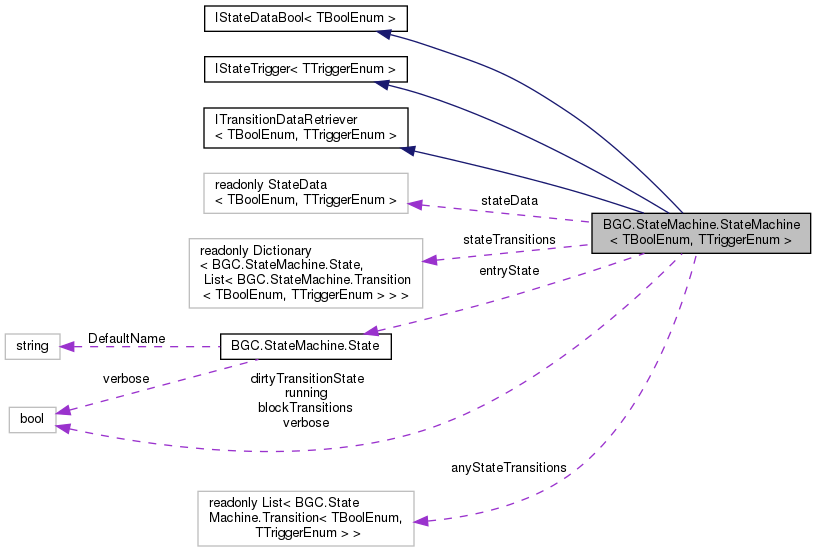 IStateDataBool< TBoolEnum >
IStateTrigger< TTriggerEnum >
ITransitionDataRetriever
< TBoolEnum, TTriggerEnum >
readonly StateData
< TBoolEnum, TTriggerEnum >
stateData
BGC.StateMachine.StateMachine
< TBoolEnum, TTriggerEnum >
readonly Dictionary
< BGC.StateMachine.State,
List< BGC.StateMachine.Transition
< TBoolEnum, TTriggerEnum > > >
stateTransitions
entryState
string
DefaultName
BGC.StateMachine.State
verbose
bool
dirtyTransitionState
running
blockTransitions
verbose
anyStateTransitions
readonly List< BGC.State
Machine.Transition< TBoolEnum,
TTriggerEnum > >